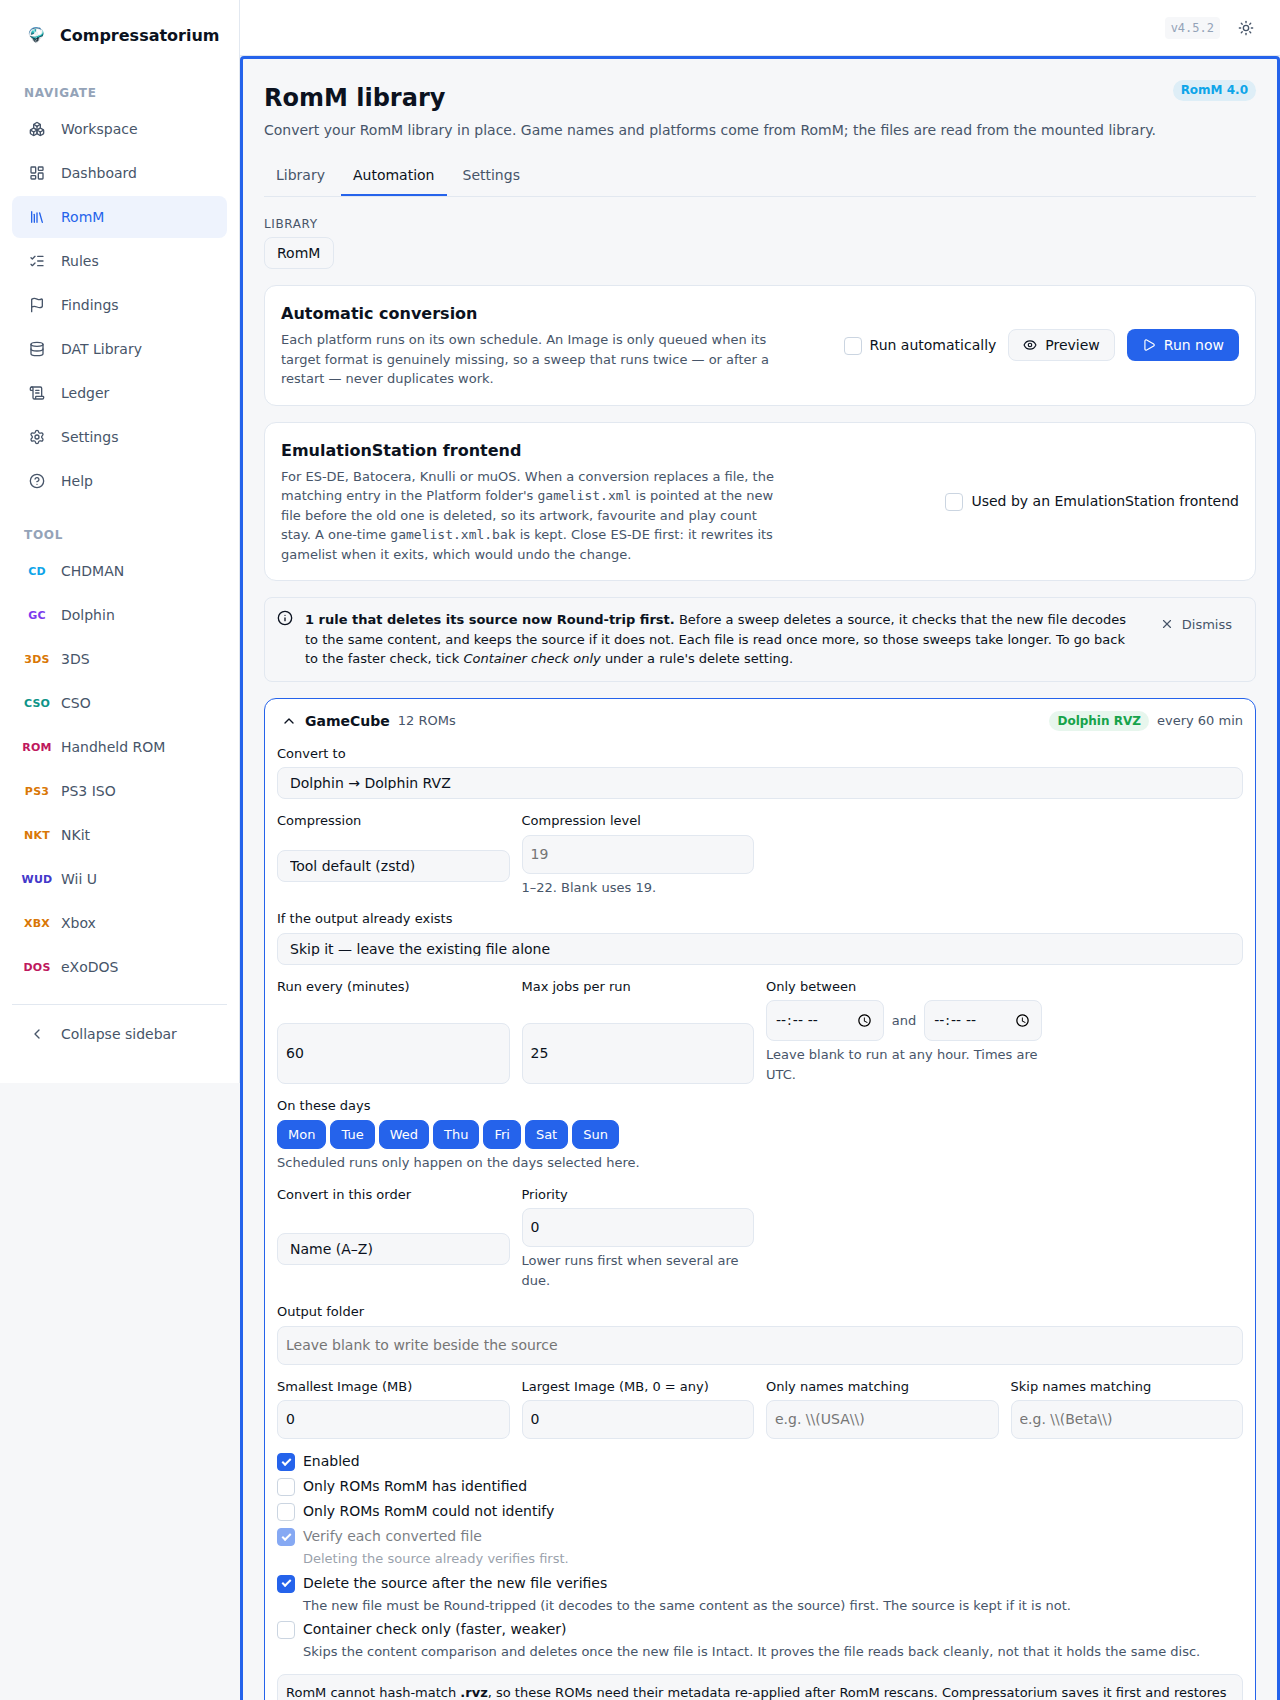 Compressatorium
v4.5.2
NAVIGATE
Workspace
Dashboard
RomM
Rules
Findings
DAT Library
Ledger
Settings
Help
TOOL
CD CHDMAN
GC Dolphin
3DS 3DS
CSO CSO
ROM Handheld ROM
PS3 PS3 ISO
NKT NKit
WUD Wii U
XBX Xbox
DOS eXoDOS
Collapse sidebar
RomM library
RomM 4.0
Convert your RomM library in place. Game names and platforms come from RomM; the files are read from the mounted library.
Library Automation Settings
LIBRARY
RomM
Automatic conversion
Each platform runs on its own schedule. An Image is only queued when its
target format is genuinely missing, so a sweep that runs twice — or after a
restart — never duplicates work.
Run automatically Preview Run now
EmulationStation frontend
For ES-DE, Batocera, Knulli or muOS. When a conversion replaces a file, the
matching entry in the Platform folder's gamelist.xml is pointed at the new
file before the old one is deleted, so its artwork, favourite and play count
stay. A one-time gamelist.xml.bak is kept. Close ES-DE first: it rewrites its
gamelist when it exits, which would undo the change.
Used by an EmulationStation frontend
1 rule that deletes its source now Round-trip first. Before a sweep deletes a source, it checks that the new file decodes
to the same content, and keeps the source if it does not. Each file is read once more, so those sweeps take longer. To go back
to the faster check, tick Container check only under a rule's delete setting.
Dismiss
GameCube 12 ROMs
Dolphin RVZ every 60 min
Convert to
Dolphin → Dolphin RVZ
Compression
Tool default (zstd)
Compression level
19
1–22. Blank uses 19.
If the output already exists
Skip it — leave the existing file alone
Run every (minutes)
60
Max jobs per run
25
Only between
--:-- -- and --:-- --
Leave blank to run at any hour. Times are
UTC.
On these days
Mon Tue Wed Thu Fri Sat Sun
Scheduled runs only happen on the days selected here.
Convert in this order
Name (A–Z)
Priority
0
Lower runs first when several are
due.
Output folder
Leave blank to write beside the source
Smallest Image (MB)
0
Largest Image (MB, 0 = any)
0
Only names matching
e.g. \\(USA\\)
Skip names matching
e.g. \\(Beta\\)
Enabled
Only ROMs RomM has identified
Only ROMs RomM could not identify
Verify each converted file
Deleting the source already verifies first.
Delete the source after the new file verifies
The new file must be Round-tripped (it decodes to the same content as the source) first. The source is kept if it is not.
Container check only (faster, weaker)
Skips the content comparison and deletes once the new file is Intact. It proves the file reads back cleanly, not that it holds the same disc.
RomM cannot hash-match .rvz, so these ROMs need their metadata re-applied after RomM rescans. Compressatorium saves it first and restores